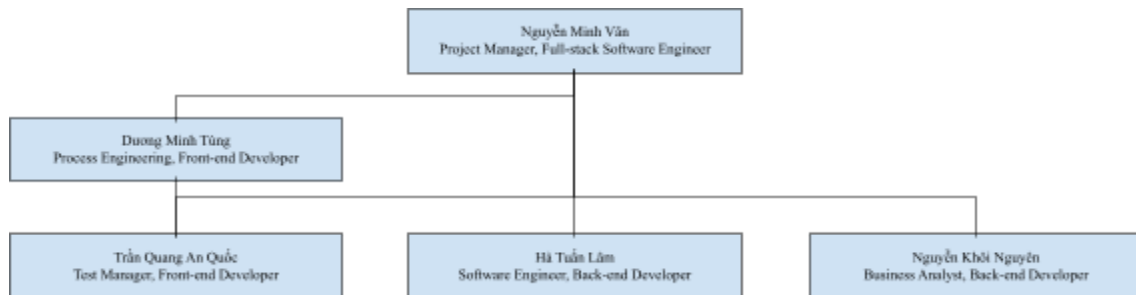 Nguyễn Minh Văn
Project Manager, Full-stack Software Engineer
Dương Minh Tùng
Process Engineering, Front-end Developer
Trần Quang An Quốc
Test Manager, Front-end Developer
Hà Tuấn Lâm
Software Engineer, Back-end Developer
Nguyễn Khôi Nguyên
Business Analyst, Back-end Developer